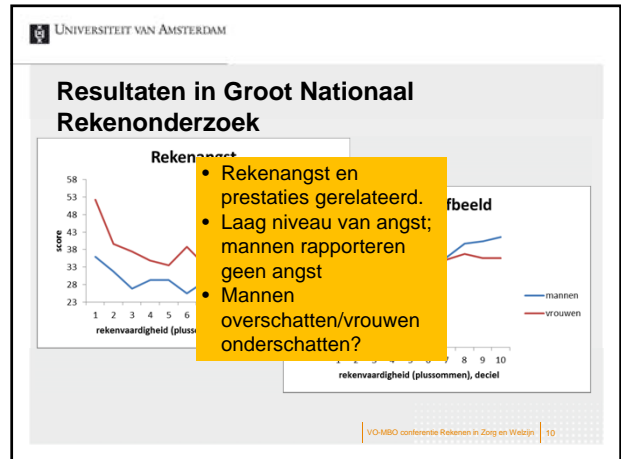 UNIVERSITEIT VAN AMSTERDAM
Resultaten in Groot Nationaal
Rekenonderzoek
Rekenangst
58
53
48
43
38
33
28
23
score
1 2 3 4 5 6
rekenvaardigheid
• Rekenangst en
prestaties gerelateerd.
• Laag niveau van angst;
mannen rapporteren
geen angst
• Mannen
overschatten/vrouwen
onderschatten?
mannen
vrouwen
7 8 9 10
rekenvaardigheid (plussommen), deciel
VO-MBO conferentie Rekenen in Zorg en Welzijn
10